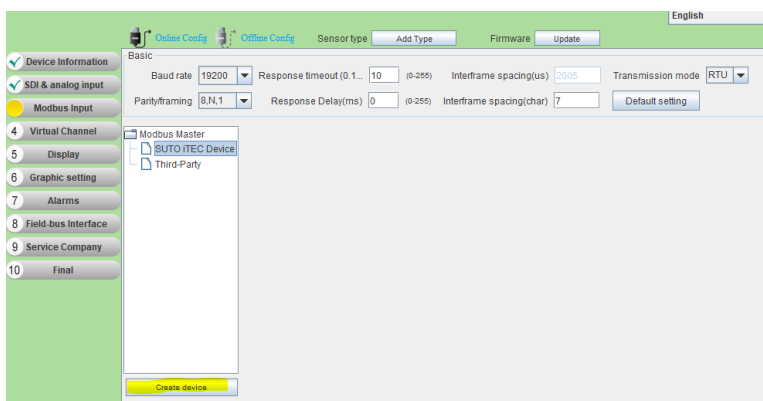 English
Online Config Offline Config Sensor type Add Type Firmware Update
Device Information
SDI & analog input
Modbus Input
4 Virtual Channel
5 Display
6 Graphic setting
7 Alarms
8 Field-bus Interface
9 Service Company
10 Final
Basic
Baud rate 19200 Response timeout (0.1... 10 (0-255) Interframe spacing(us) 2005 Transmission mode RTU
Parity/framing 8,N,1 Response Delay(ms) 0 (0-255) Interframe spacing(char) 7 Default setting
Modbus Master
SUTO iTEC Device
Third-Party
Create device